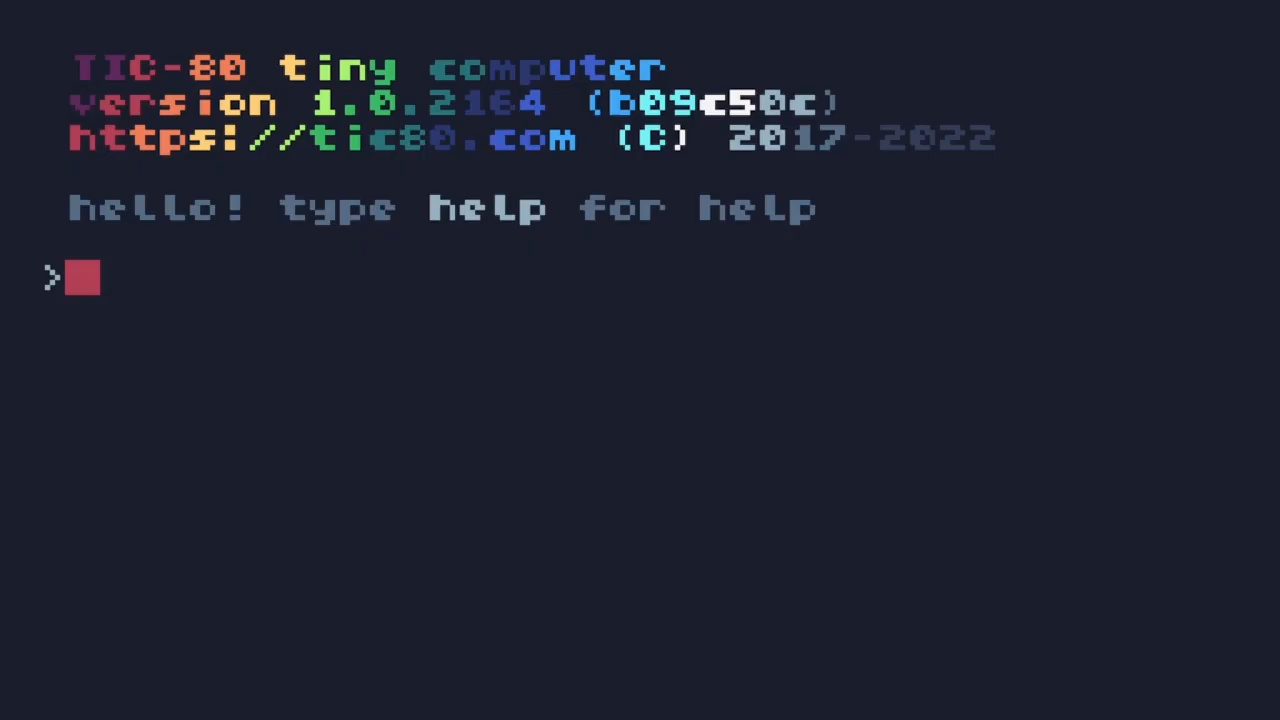 TIC-80 tiny computer
version 1.0.2164 (b09c50c)
https://tic80.com (C) 2017-2022
hello! type help for help
>